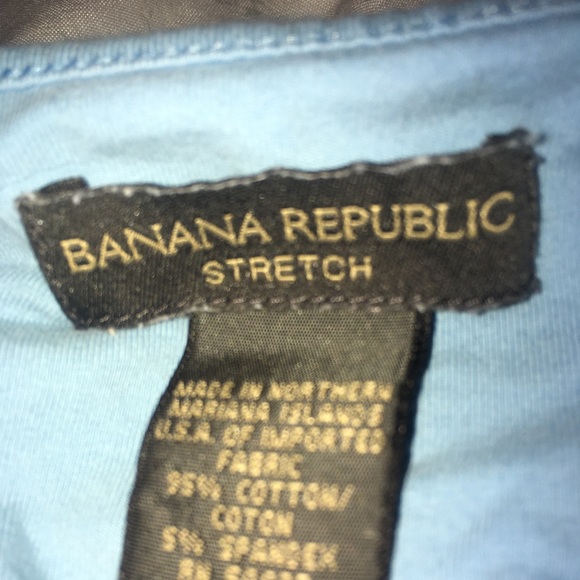 BANANA REPUBLIC
STRETCH
MADE IN NORTHERN
MARIANA ISLANDS
U.S.A. OF IMPORTED
FABRIC
95% COTTON/
COTON
5% SPANDEX